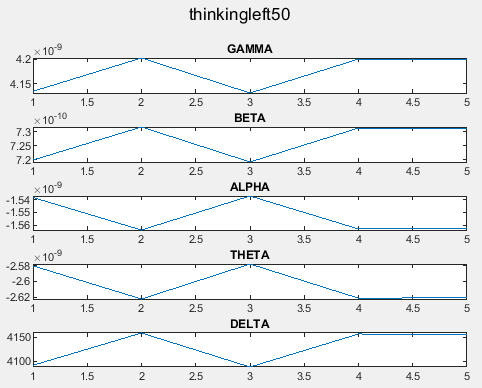 thinkingleft50
GAMMA
×10⁻⁹
4.2
4.15
1 1.5 2 2.5 3 3.5 4 4.5 5
BETA
×10⁻¹⁰
7.3
7.25
7.2
1 1.5 2 2.5 3 3.5 4 4.5 5
ALPHA
×10⁻⁹
-1.54
-1.55
-1.56
1 1.5 2 2.5 3 3.5 4 4.5 5
THETA
×10⁻⁹
-2.58
-2.6
-2.62
1 1.5 2 2.5 3 3.5 4 4.5 5
DELTA
4150
4100
1 1.5 2 2.5 3 3.5 4 4.5 5